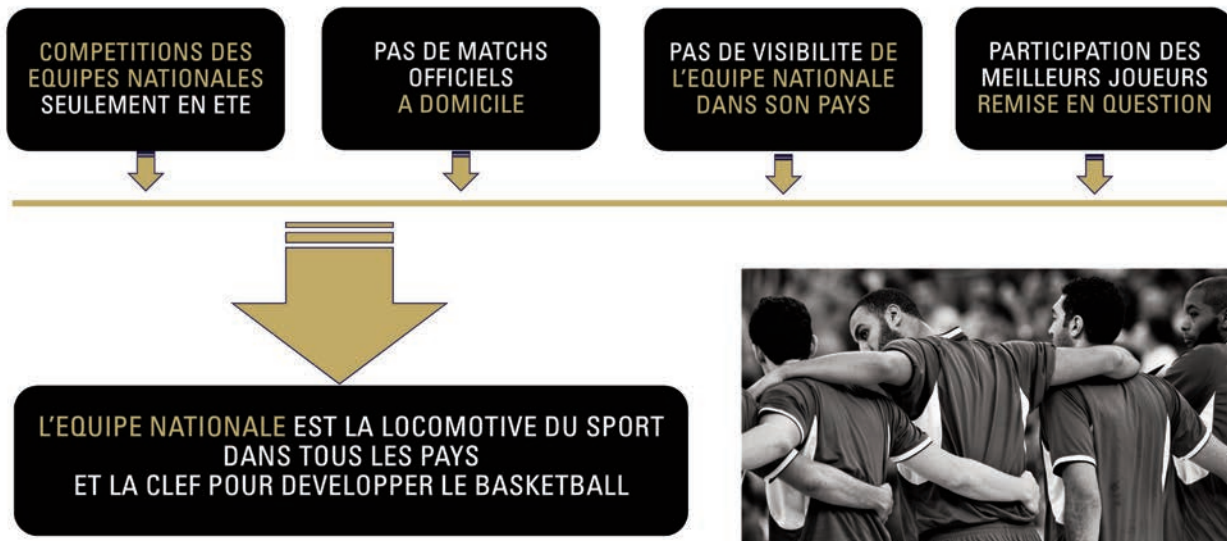 COMPETITIONS DES
EQUIPES NATIONALES
SEULEMENT EN ETE
PAS DE MATCHS
OFFICIELS
A DOMICILE
PAS DE VISIBILITE DE
L'EQUIPE NATIONALE
DANS SON PAYS
PARTICIPATION DES
MEILLEURS JOUEURS
REMISE EN QUESTION
L'EQUIPE NATIONALE EST LA LOCOMOTIVE DU SPORT
DANS TOUS LES PAYS
ET LA CLEF POUR DEVELOPPER LE BASKETBALL